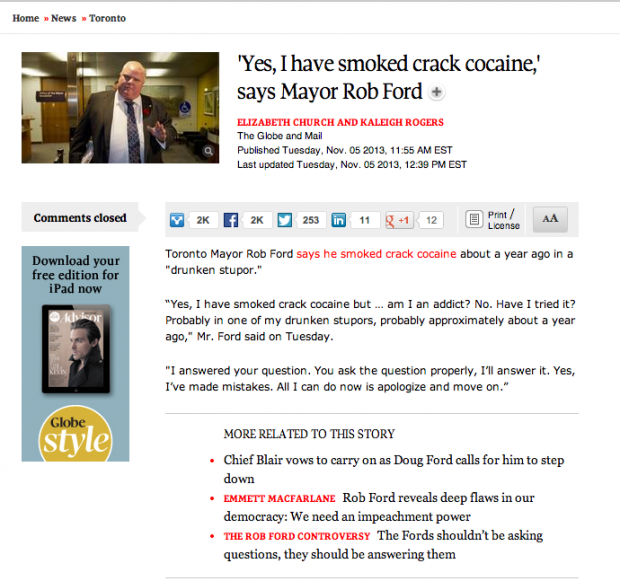 Home » News » Toronto
'Yes, I have smoked crack cocaine,'
says Mayor Rob Ford
ELIZABETH CHURCH AND KALEIGH ROGERS
The Globe and Mail
Published Tuesday, Nov. 05 2013, 11:55 AM EST
Last updated Tuesday, Nov. 05 2013, 12:39 PM EST
Comments closed
2K
2K
253
11
g +1
12
Print /
License
AA
Download your
free edition for
iPad now
Advisor
Globe
style
Toronto Mayor Rob Ford says he smoked crack cocaine about a year ago in a
"drunken stupor."
“Yes, I have smoked crack cocaine but … am I an addict? No. Have I tried it?
Probably in one of my drunken stupors, probably approximately about a year
ago,” Mr. Ford said on Tuesday.
"I answered your question. You ask the question properly, I’ll answer it. Yes,
I’ve made mistakes. All I can do now is apologize and move on.”
MORE RELATED TO THIS STORY
• Chief Blair vows to carry on as Doug Ford calls for him to step
down
• EMMETT MACFARLANE Rob Ford reveals deep flaws in our
democracy: We need an impeachment power
• THE ROB FORD CONTROVERSY The Fords shouldn’t be asking
questions, they should be answering them